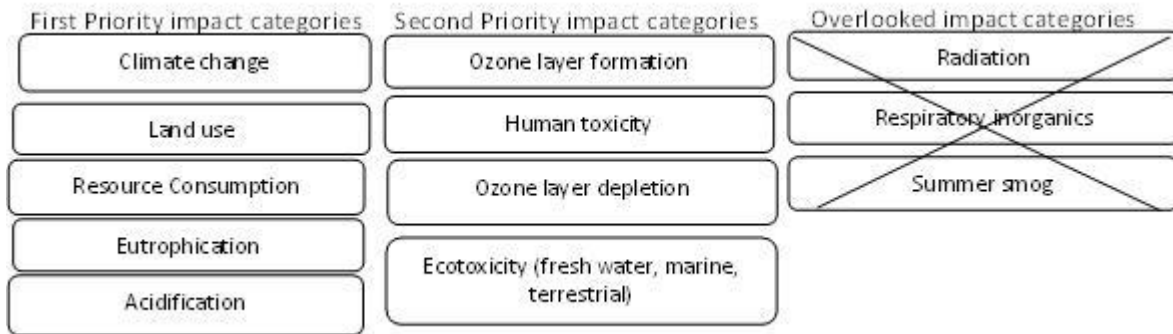 First Priority impact categories
Climate change
Land use
Resource Consumption
Eutrophication
Acidification
Second Priority impact categories
Ozone layer formation
Human toxicity
Ozone layer depletion
Ecotoxicity (fresh water, marine,
terrestrial)
Overlooked impact categories
Radiation
Respiratory inorganics
Summer smog